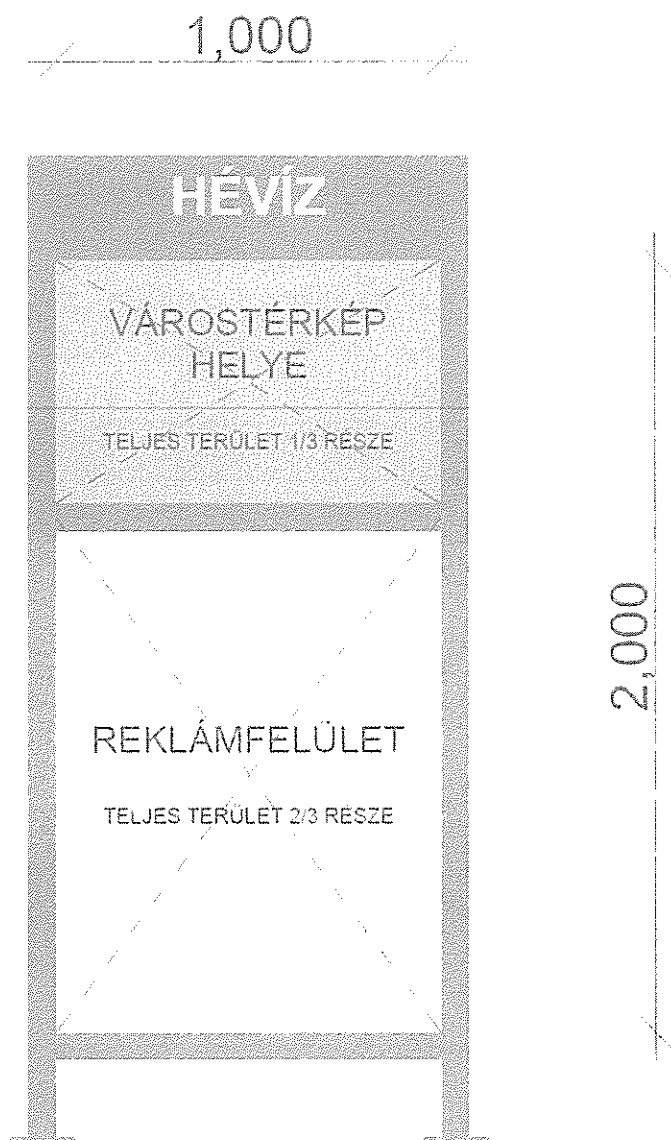 1,000
HÉVÍZ
VÁROSTÉRKÉP
HELYE
TELJES TERÜLET 1/3 RÉSZE
REKLÁMFELÜLET
TELJES TERÜLET 2/3 RÉSZE
2,000